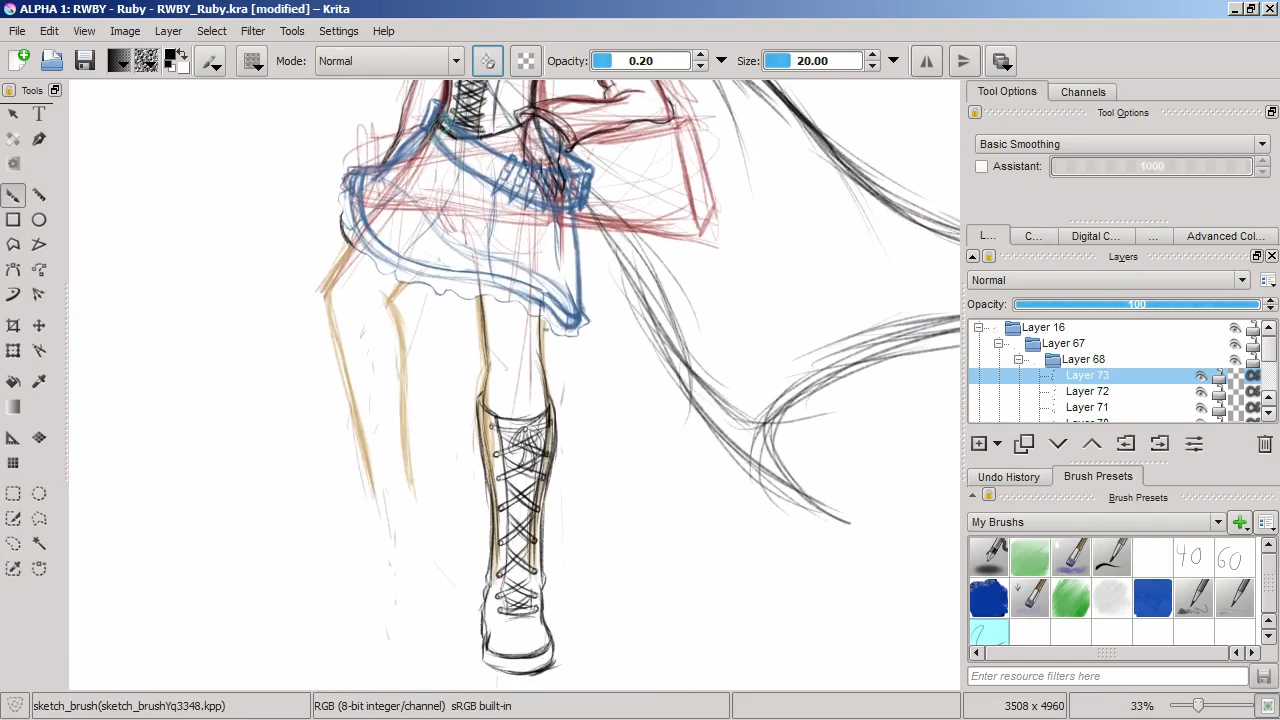 ALPHA 1: RWBY - Ruby - RWBY_Ruby.kra [modified] – Krita
File Edit View Image Layer Select Filter Tools Settings Help
Mode: Normal Opacity: 0.20 Size: 20.00
Tools
Tool Options Channels
Tool Options
Basic Smoothing
Assistant: 1000
L... C... Digital C... ... Advanced Col...
Layers
Normal
Opacity: 100
Layer 16
Layer 67
Layer 68
Layer 73
Layer 72
Layer 71
Undo History Brush Presets
Brush Presets
My Brushs
40 60
Enter resource filters here
sketch_brush(sketch_brushYq3348.kpp) RGB (8-bit integer/channel) sRGB built-in 3508 x 4960 33%